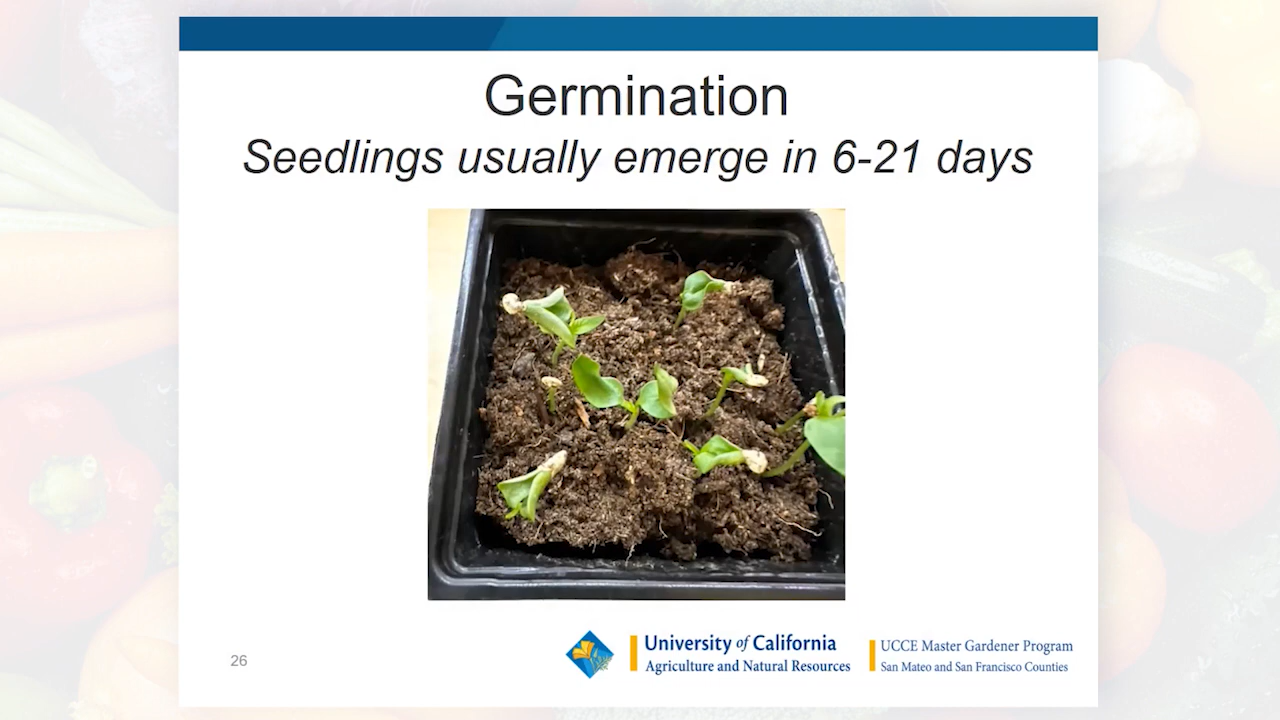 Germination
Seedlings usually emerge in 6-21 days
26
University of California
Agriculture and Natural Resources
UCCE Master Gardener Program
San Mateo and San Francisco Counties